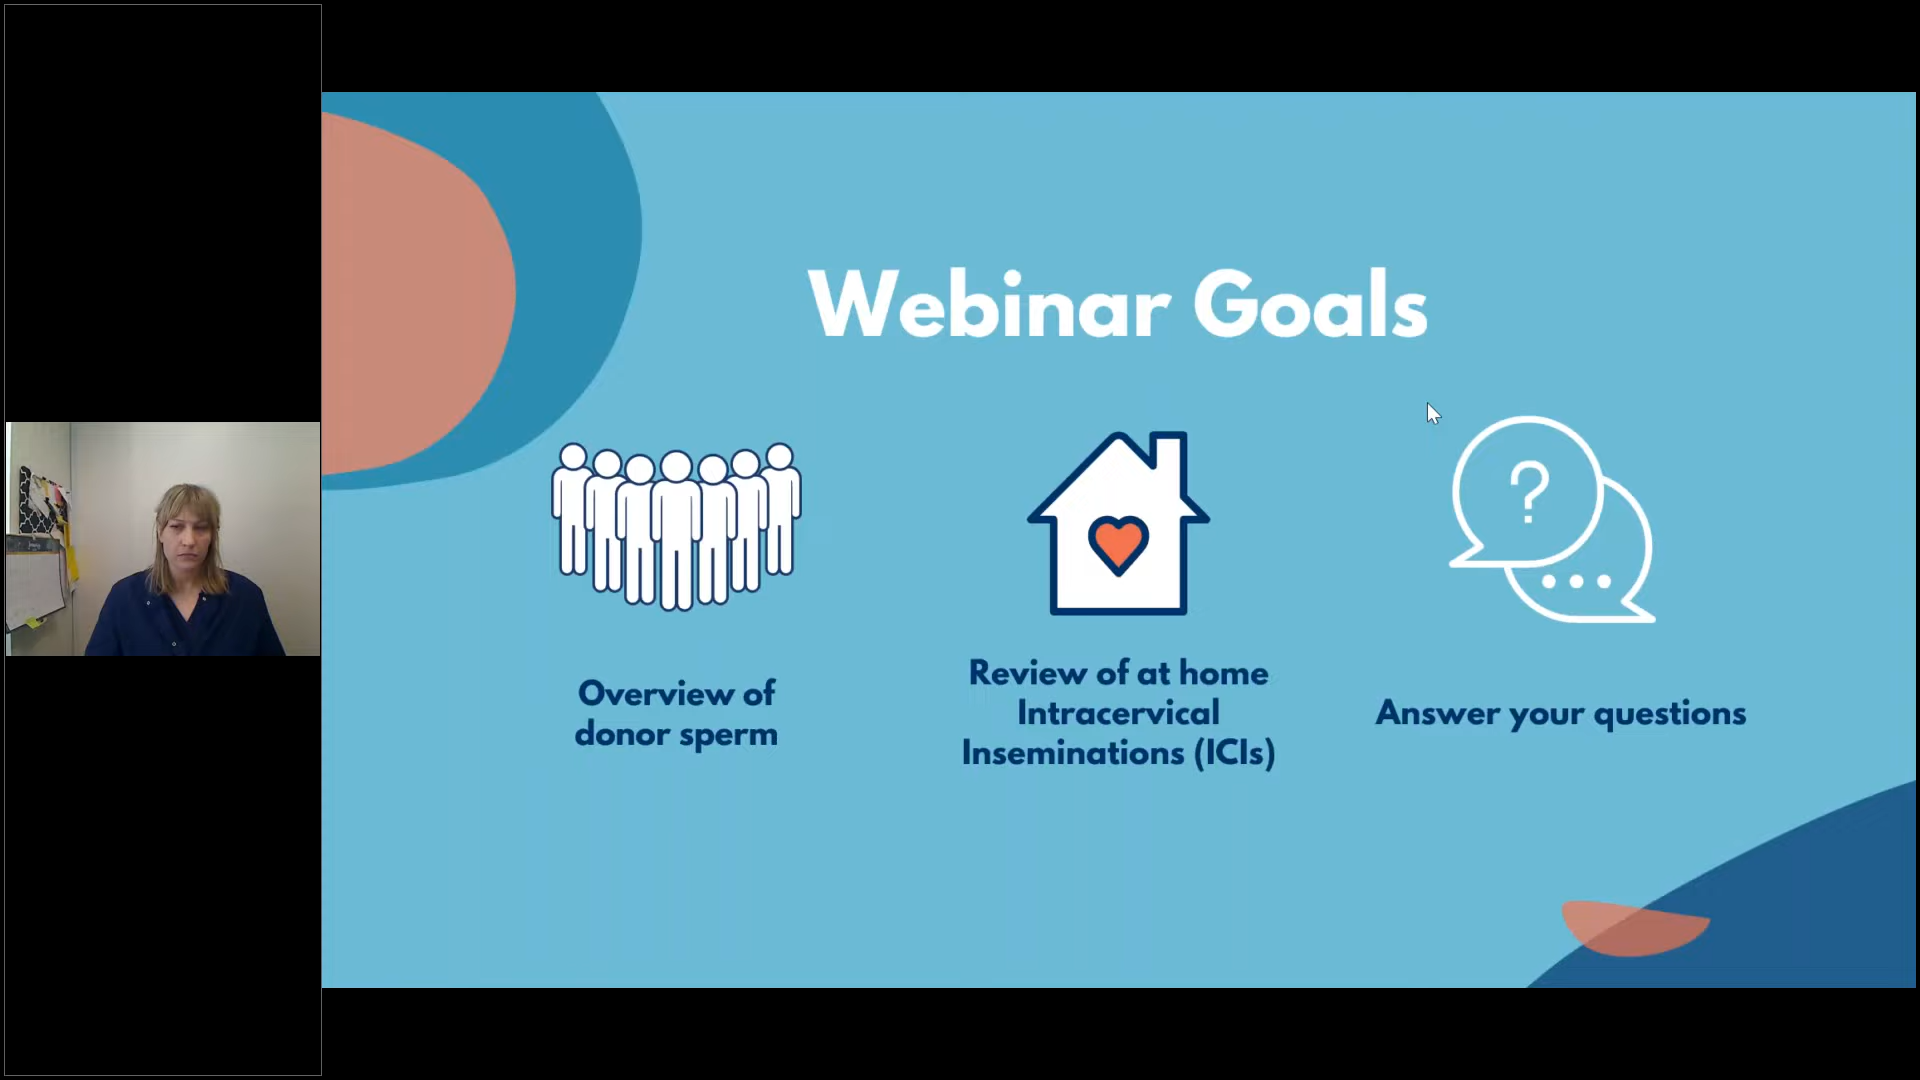 Webinar Goals
Overview of
donor sperm
Review of at home
Intracervical
Inseminations (ICIs)
?
Answer your questions